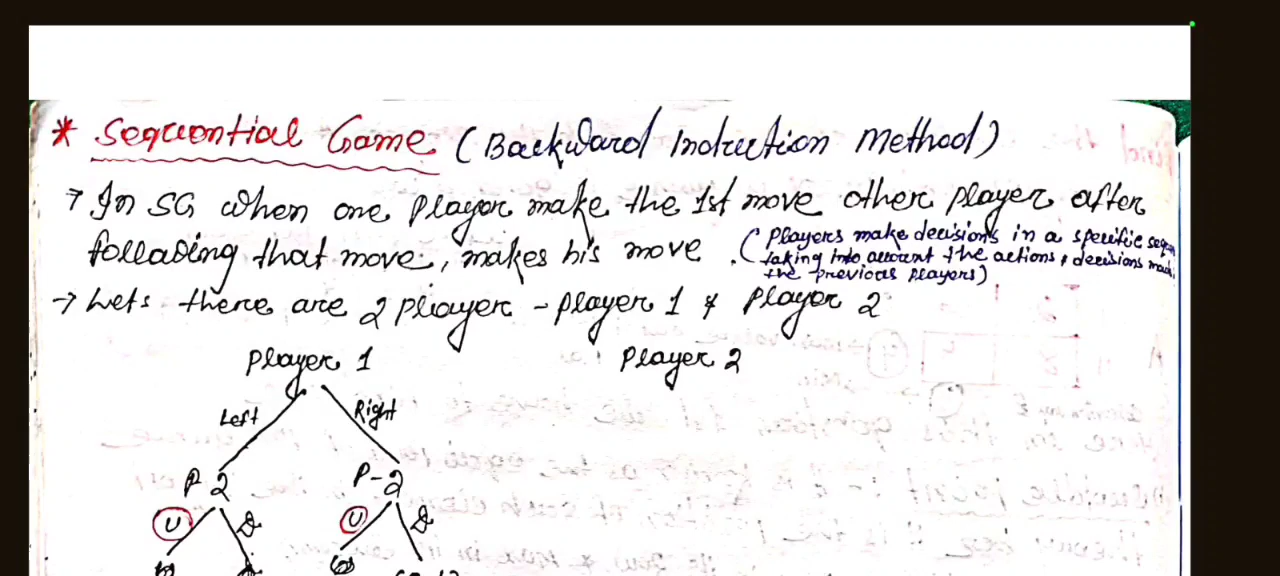 * Sequential Game (Backward Induction Method)
→ In SG when one player make the 1st move other player after
following that move, makes his move. (Players make decisions in a specific
taking into account the actions & decisions
the previous players)
→ Lets there are 2 player - player 1 & player 2
Player 1 Player 2
Left Right
P 2 P-2
U D U D